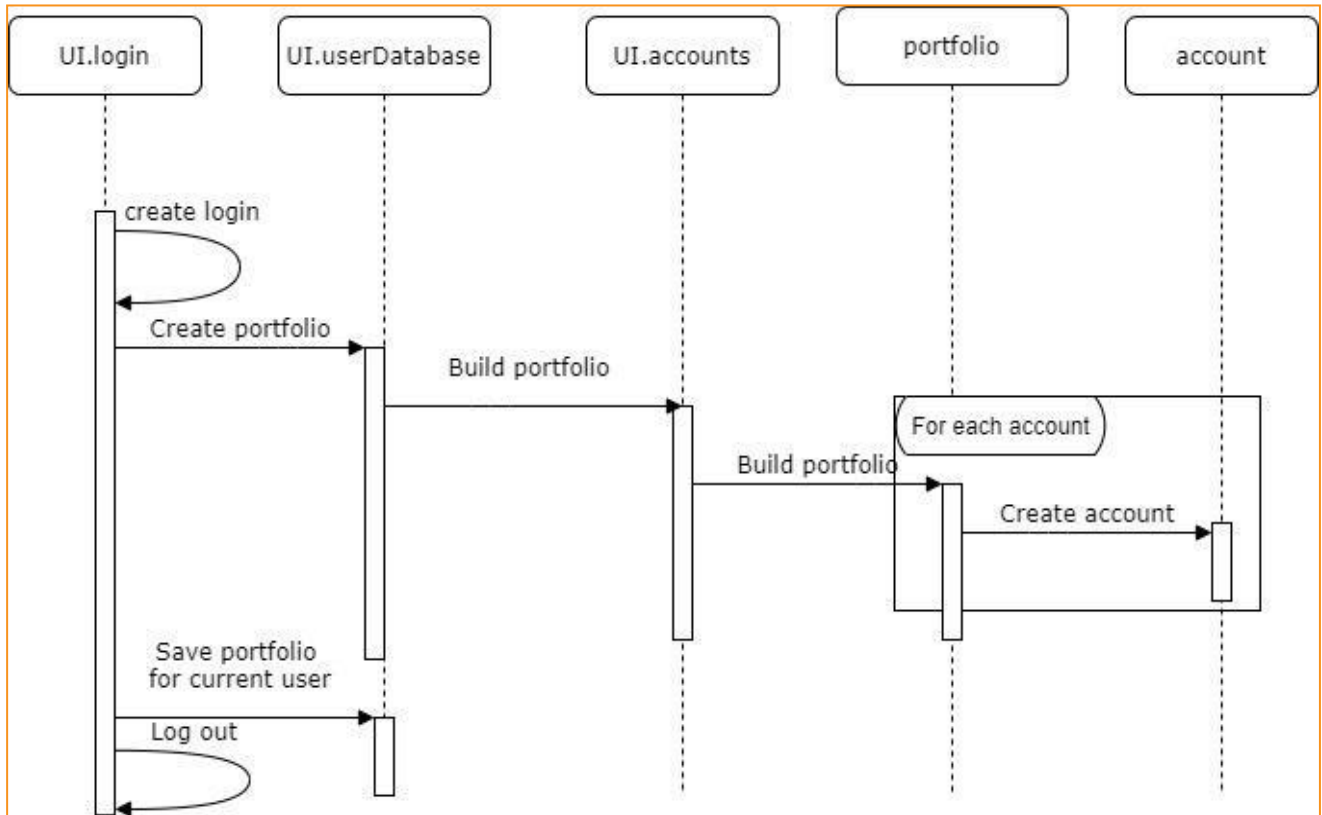 UI.login
UI.userDatabase
UI.accounts
portfolio
account
create login
Create portfolio
Build portfolio
For each account
Build portfolio
Create account
Save portfolio
for current user
Log out